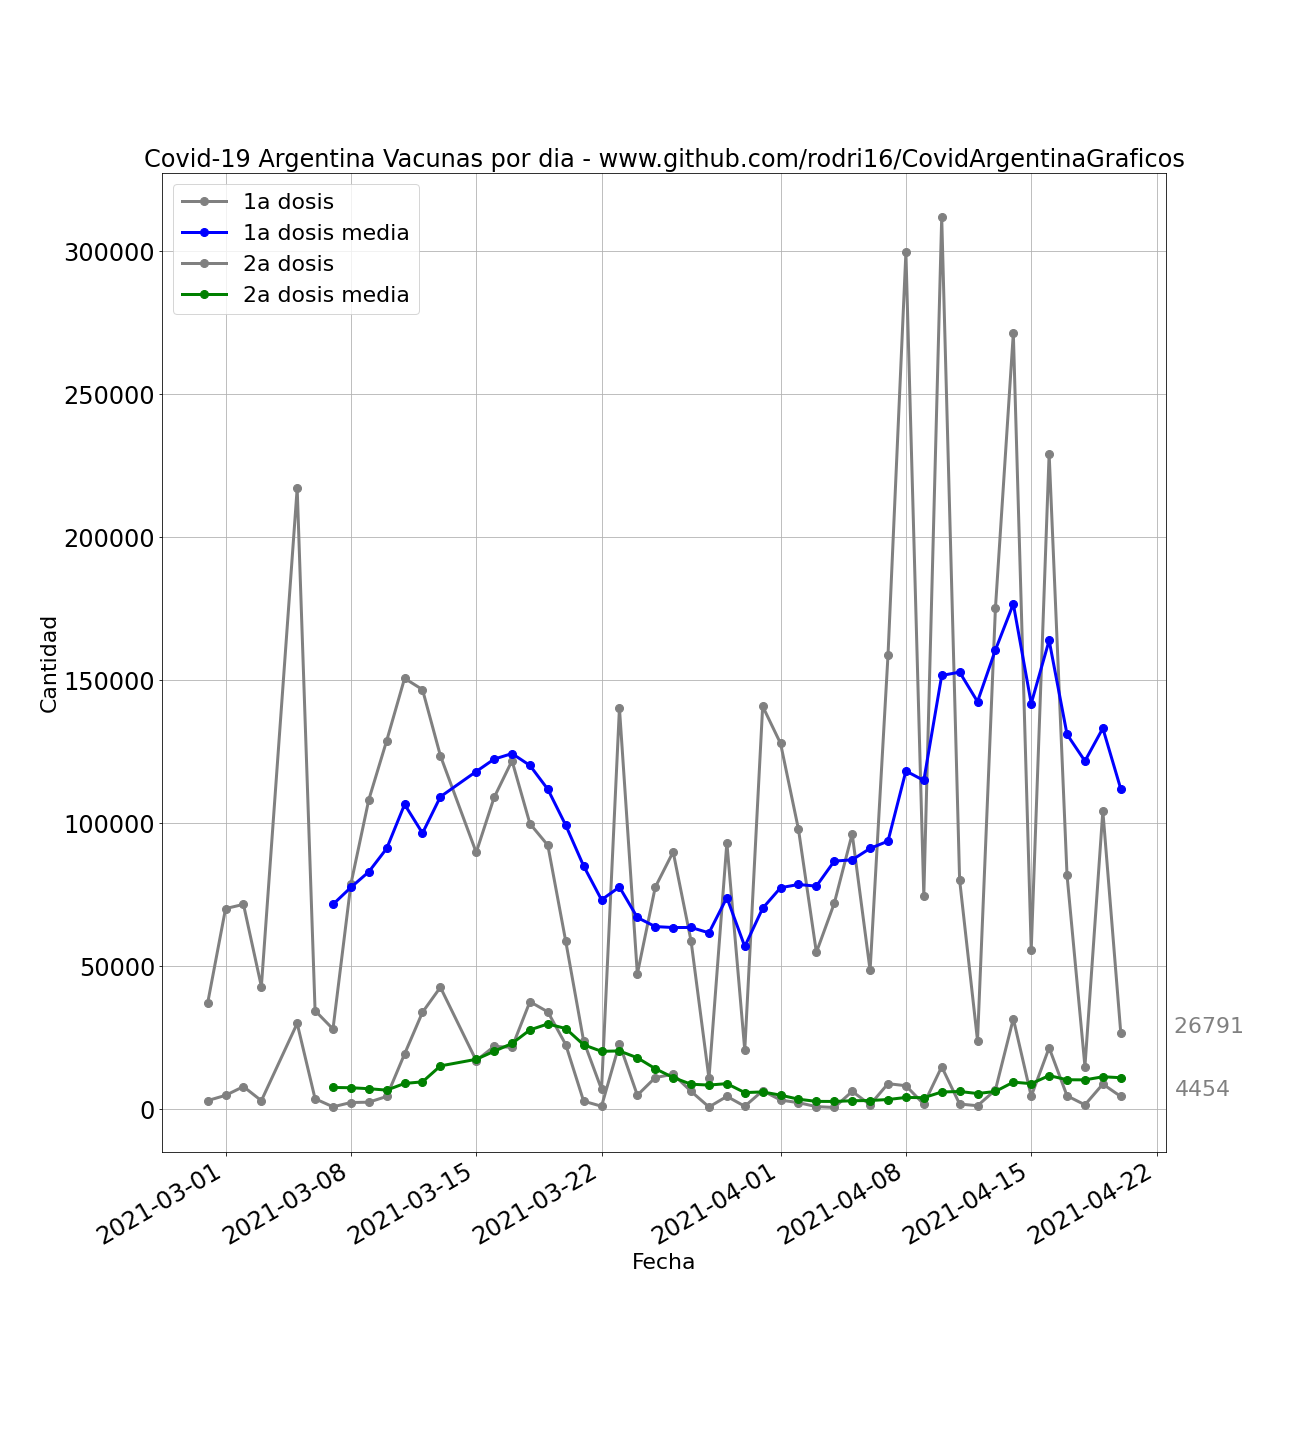 Covid-19 Argentina Vacunas por dia - www.github.com/rodri16/CovidArgentinaGraficos
1a dosis
1a dosis media
2a dosis
2a dosis media
300000
250000
200000
150000
100000
50000
0
Cantidad
26791
4454
2021-03-01
2021-03-08
2021-03-15
2021-03-22
2021-04-01
2021-04-08
2021-04-15
2021-04-22
Fecha